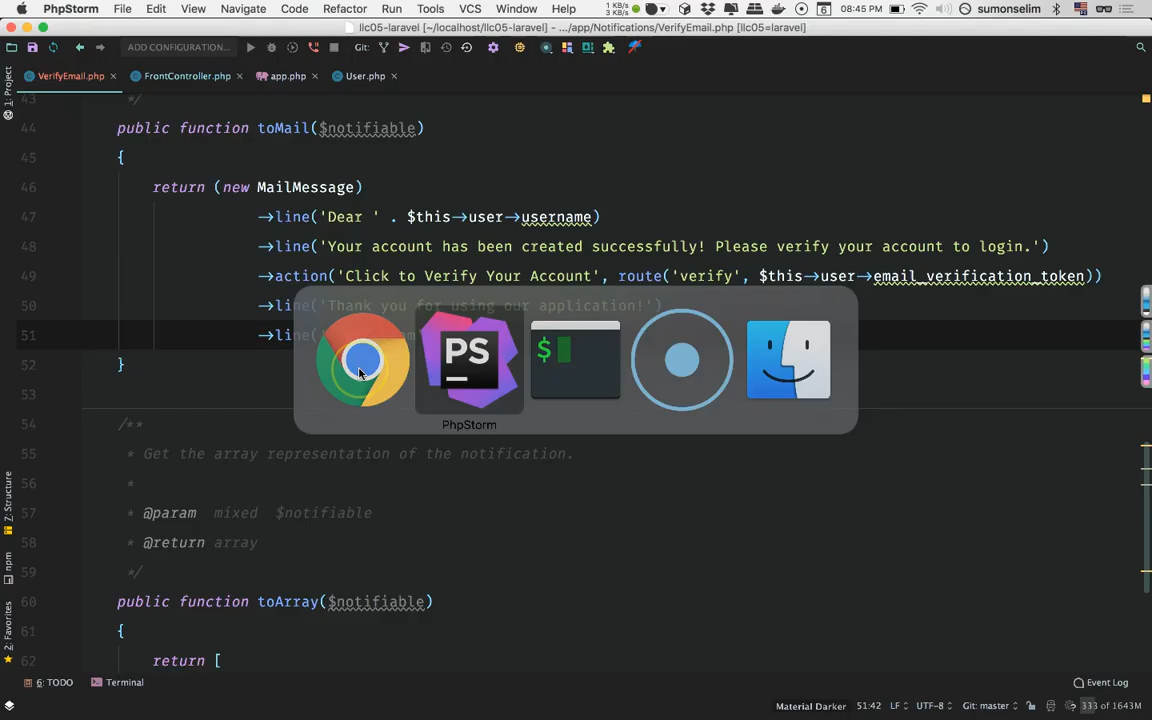 PhpStorm File Edit View Navigate Code Refactor Run Tools VCS Window Help 1 KB/s 3 KB/s 6 08:45 PM sumonselim
llc05-laravel [~/localhost/llc05-laravel] - .../app/Notifications/VerifyEmail.php [llc05=laravel]
ADD CONFIGURATION... Git:
VerifyEmail.php × FrontController.php × app.php × User.php ×
1: Project
43 */
44 public function toMail($notifiable)
45 {
46 return (new MailMessage)
47 →line('Dear ' . $this→user→username)
48 →line('Your account has been created successfully! Please verify your account to login.')
49 →action('Click to Verify Your Account', route('verify', $this→user→email_verification_token))
50 →line('Thank you for using our application!')
51 →line(
52 }
53
54 /**
55 * Get the array representation of the notification.
56 *
57 * @param mixed $notifiable
58 * @return array
59 */
60 public function toArray($notifiable)
61 {
62 return [
PS
$
PhpStorm
7: Structure
npm
2: Favorites
6: TODO Terminal Event Log
Material Darker 51:42 LF UTF-8 Git: master 333 of 1643M